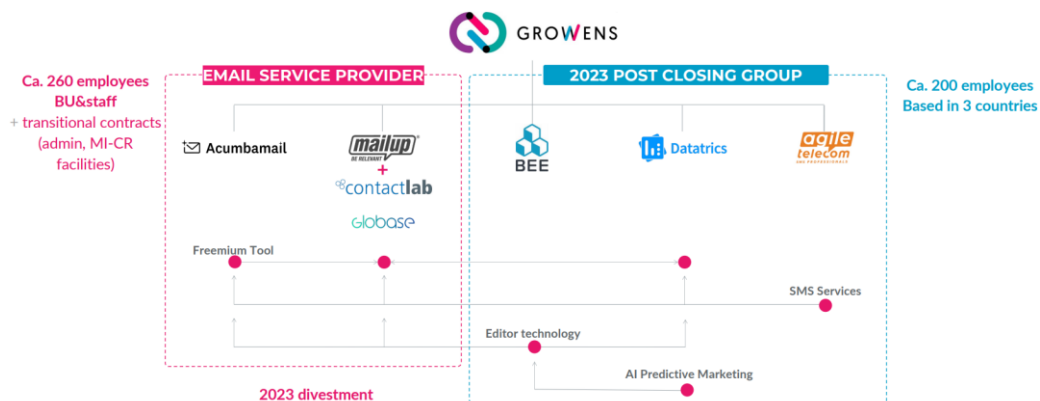 GROWENS
EMAIL SERVICE PROVIDER
2023 POST CLOSING GROUP
Ca. 260 employees
BU&staff
+ transitional contracts
(admin, MI-CR
facilities)
Ca. 200 employees
Based in 3 countries
Acumbamail
mailup®
BE RELEVANT
+
contactlab
Globase
BEE
Datatrics
agile
telecom
SMS PROFESSIONALS
Freemium Tool
SMS Services
Editor technology
AI Predictive Marketing
2023 divestment